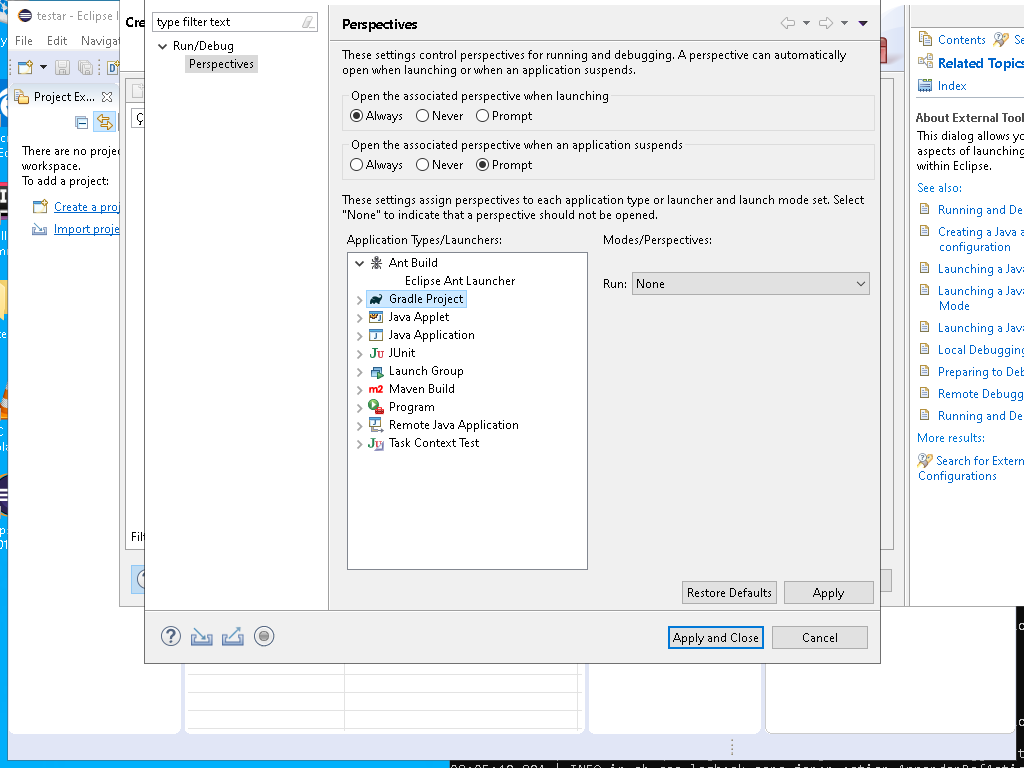 testar - Eclipse I
File Edit Navigat
Project Ex...
There are no proje
workspace.
To add a project:
Create a proj
Import proje
Cre
Filt
type filter text
Run/Debug
Perspectives
Perspectives
These settings control perspectives for running and debugging. A perspective can automatically
open when launching or when an application suspends.
Open the associated perspective when launching
Always Never Prompt
Open the associated perspective when an application suspends
Always Never Prompt
These settings assign perspectives to each application type or launcher and launch mode set. Select
"None" to indicate that a perspective should not be opened.
Application Types/Launchers:
Modes/Perspectives:
Ant Build
Eclipse Ant Launcher
Gradle Project
Java Applet
Java Application
JUnit
Launch Group
Maven Build
Program
Remote Java Application
Task Context Test
Run: None
Restore Defaults Apply
Apply and Close Cancel
Contents Se
Related Topics
Index
About External Tool
This dialog allows yo
aspects of launching
within Eclipse.
See also:
Running and De
Creating a Java a
configuration
Launching a Java
Launching a Java
Mode
Launching a Java
Local Debugging
Preparing to Deb
Remote Debugg
Running and De
More results:
Search for Extern
Configurations